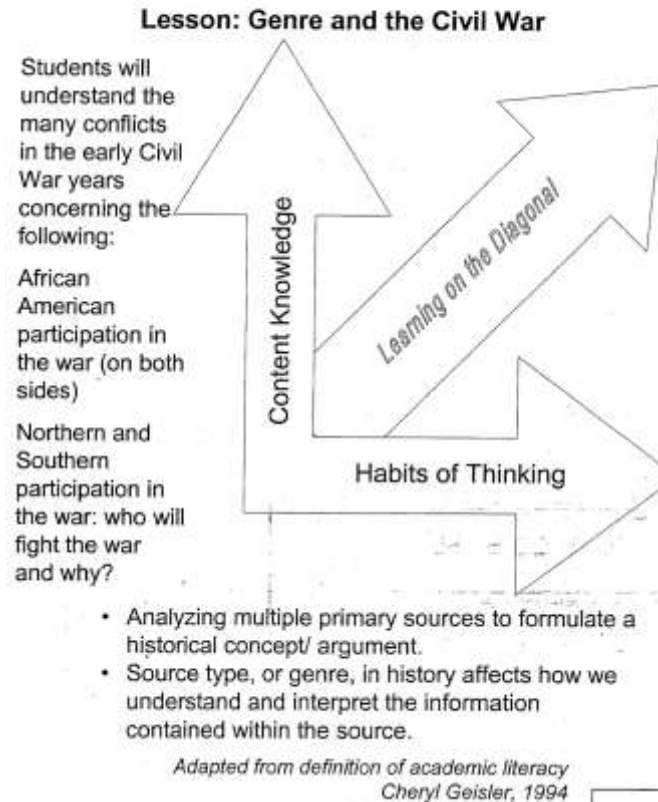 Lesson: Genre and the Civil War
Students will
understand the
many conflicts
in the early Civil
War years
concerning the
following:
African
American
participation in
the war (on both
sides)
Northern and
Southern
participation in
the war: who will
fight the war
and why?
Content Knowledge
Learning on the Diagonal
Habits of Thinking
• Analyzing multiple primary sources to formulate a
historical concept/ argument.
• Source type, or genre, in history affects how we
understand and interpret the information
contained within the source.
Adapted from definition of academic literacy
Cheryl Geisler, 1994